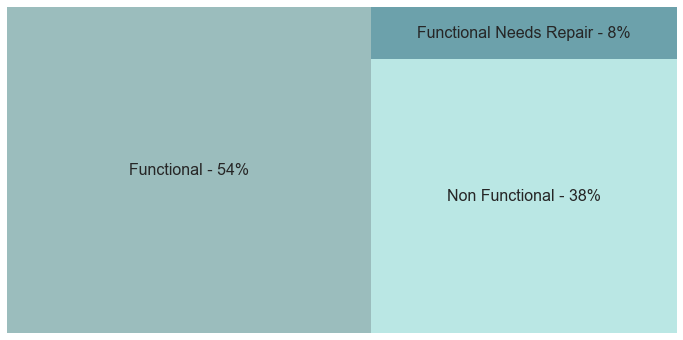 Functional Needs Repair - 8%
Functional - 54%
Non Functional - 38%